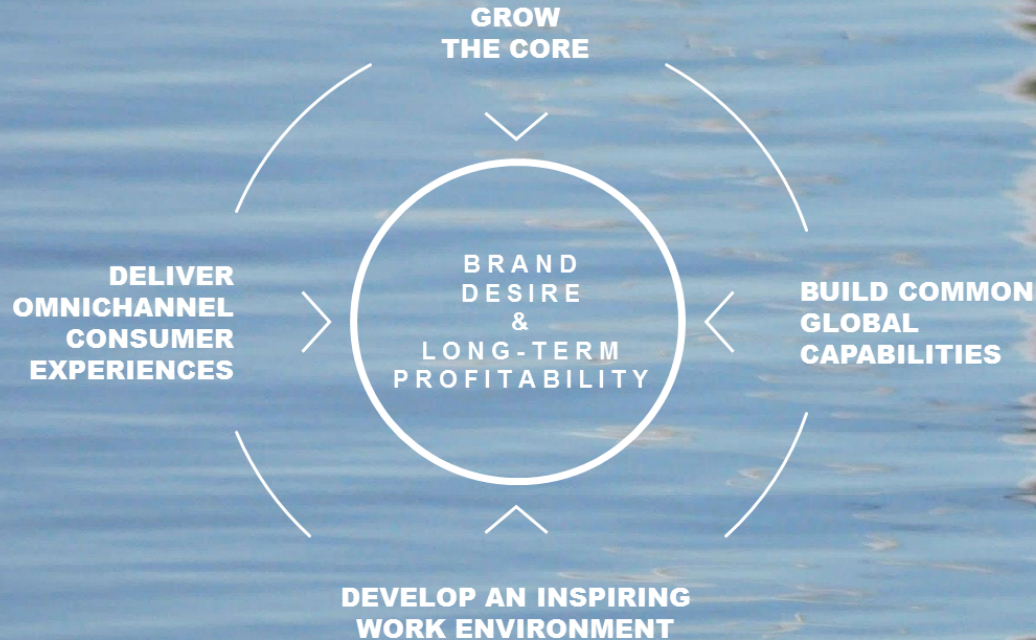 GROW
THE CORE
DELIVER
OMNICHANNEL
CONSUMER
EXPERIENCES
BRAND
DESIRE
&
LONG-TERM
PROFITABILITY
BUILD COMMON
GLOBAL
CAPABILITIES
DEVELOP AN INSPIRING
WORK ENVIRONMENT